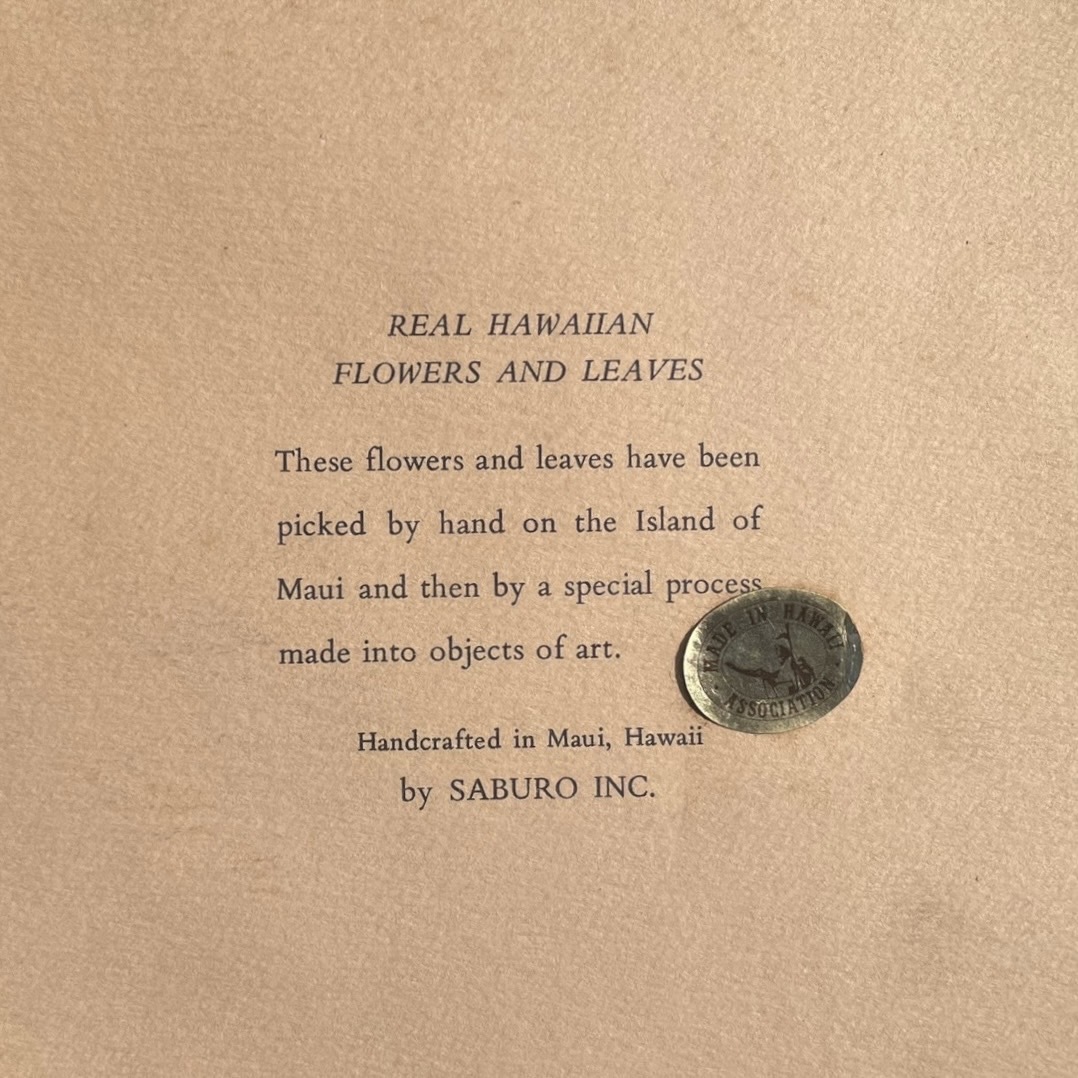 REAL HAWAIIAN
FLOWERS AND LEAVES
These flowers and leaves have been
picked by hand on the Island of
Maui and then by a special process
made into objects of art.
MADE IN HAWAII
ASSOCIATION
Handcrafted in Maui, Hawaii
by SABURO INC.